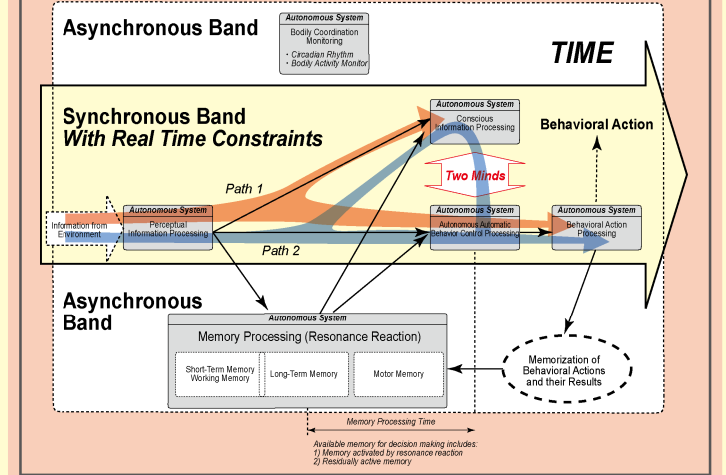 Asynchronous Band
Autonomous System
Bodily Coordination
Monitoring
・Circadian Rhythm
・Bodily Activity Monitor
TIME
Synchronous Band
With Real Time Constraints
Autonomous System
Conscious
Information Processing
Behavioral Action
Two Minds
Path 1
Information from
Environment
Autonomous System
Perceptual
Information Processing
Autonomous System
Autonomous Automatic
Behavior Control Processing
Autonomous System
Behavioral Action
Processing
Path 2
Asynchronous
Band
Autonomous System
Memory Processing (Resonance Reaction)
Short-Term Memory
Working Memory
Long-Term Memory
Motor Memory
Memorization of
Behavioral Actions
and their Results
Memory Processing Time
Available memory for decision making includes:
1) Memory activated by resonance reaction
2) Residually active memory